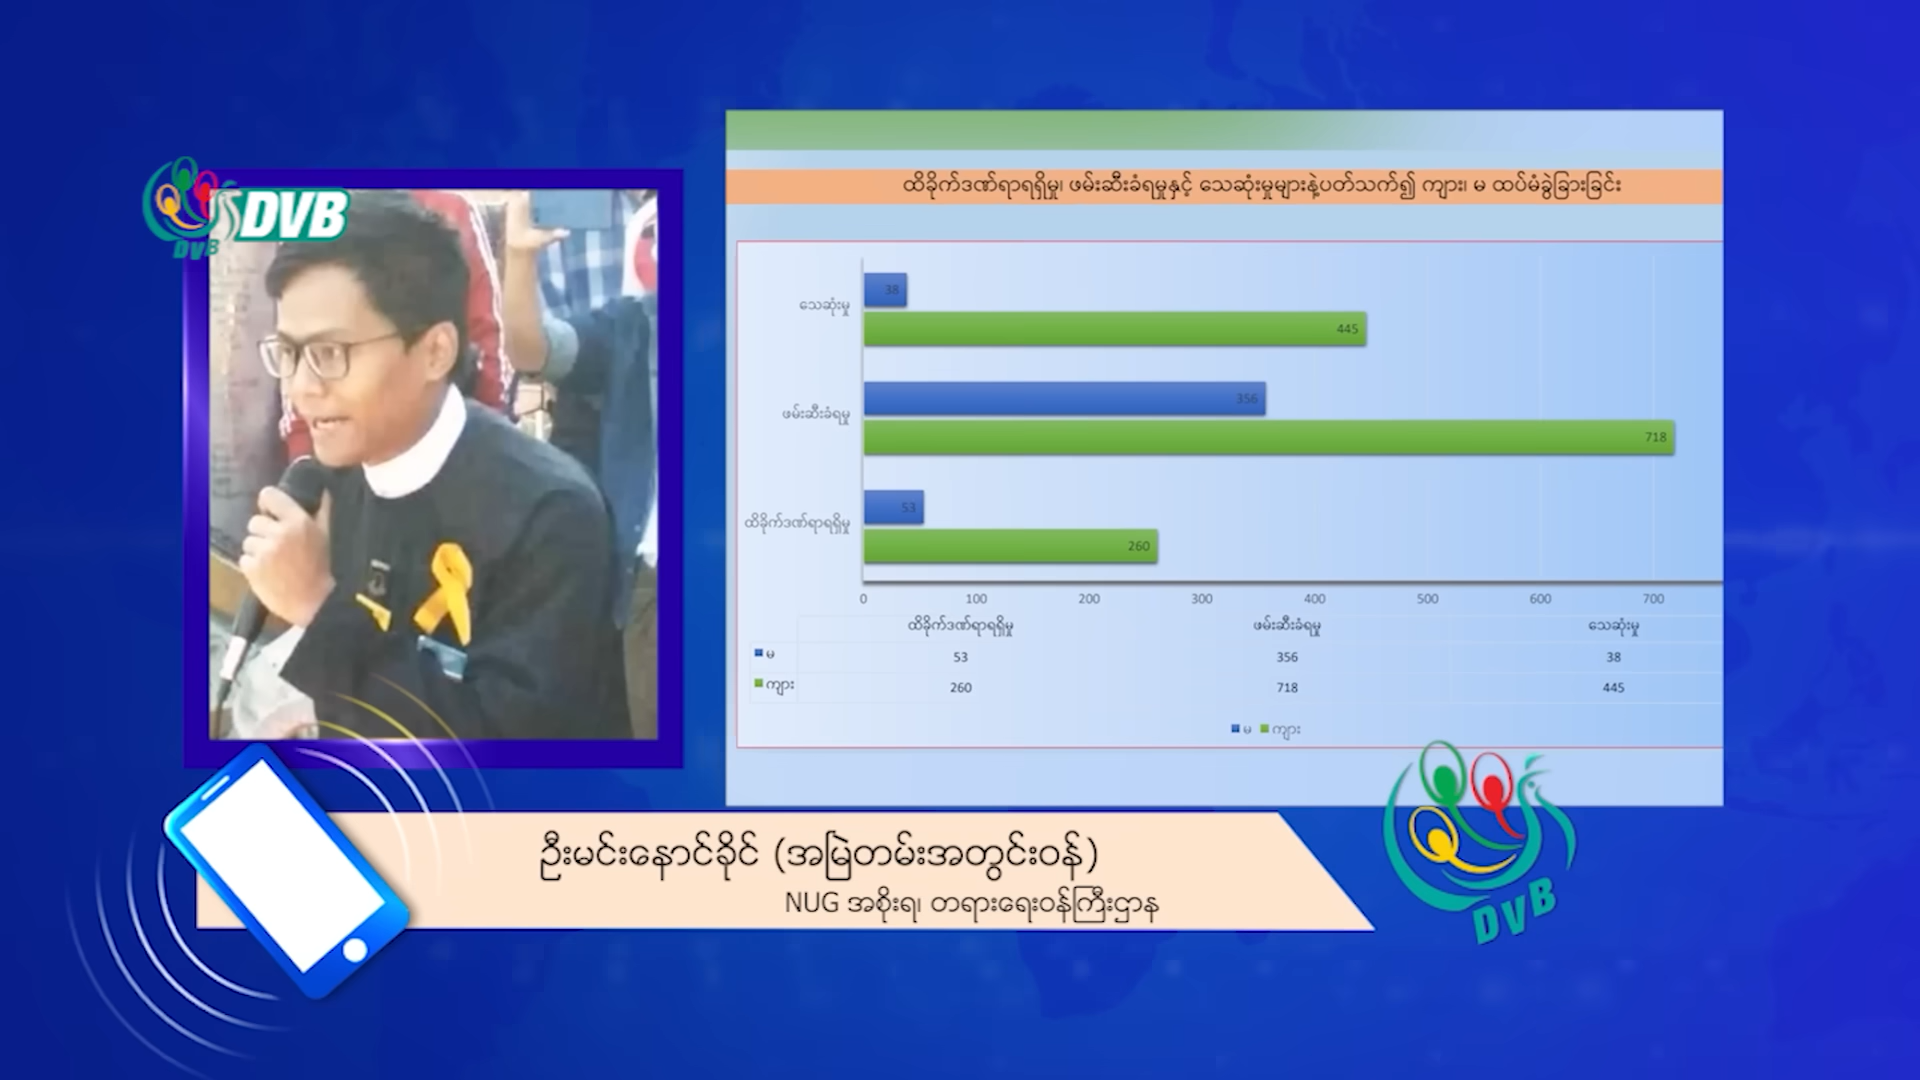 DVB
DVB
ထိခိုက်ဒဏ်ရာရရှိမှု၊ ဖမ်းဆီးခံရမှုနှင့် သေဆုံးမှုများနဲ့ပတ်သက်၍ ကျား၊ မ ထပ်မံခွဲခြားခြင်း
သေဆုံးမှု
38
445
ဖမ်းဆီးခံရမှု
356
718
ထိခိုက်ဒဏ်ရာရရှိမှု
53
260
0 100 200 300 400 500 600 700
ထိခိုက်ဒဏ်ရာရရှိမှု ဖမ်းဆီးခံရမှု သေဆုံးမှု
မ 53 356 38
ကျား 260 718 445
မ ကျား
ဦးမင်းနောင်ခိုင် (အမြဲတမ်းအတွင်းဝန်)
NUG အစိုးရ၊ တရားရေးဝန်ကြီးဌာန
DVB